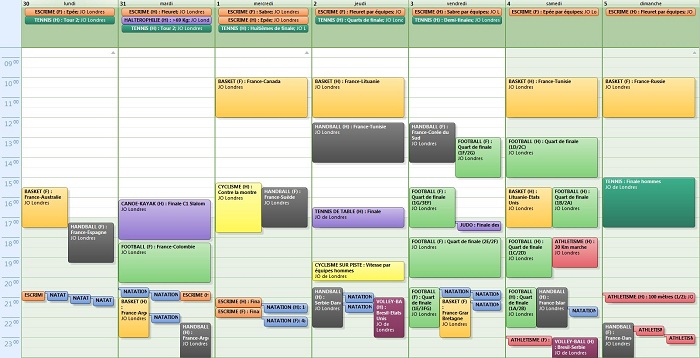 30 lundi
31 mardi
1 mercredi
2 jeudi
3 vendredi
4 samedi
5 dimanche
ESCRIME (F) : Epée; JO Londres
TENNIS (H) : Tour 2; JO Londres
ESCRIME (H) : Fleuret; JO Londres
HALTEROPHILIE (H) : >69 Kg; JO Lond
TENNIS (H) : Tour 2; JO Londres
ESCRIME (F) : Sabre; JO Londres
ESCRIME (H) : Epée; JO Londres
TENNIS (H) : Huitièmes de finale; JO L
ESCRIME (F) : Fleuret par équipes; JO
TENNIS (H) : Quarts de finale; JO Lond
ESCRIME (H) : Sabre par équipes; JO L
TENNIS (H) : Demi-finales; JO Londres
ESCRIME (F) : Epée par équipes; JO Lo
ESCRIME (H) : Fleuret par équipes; JO
09 00
10 00
11 00
12 00
13 00
14 00
15 00
16 00
17 00
18 00
19 00
20 00
21 00
22 00
23 00
BASKET (F) :
France-Australie
JO Londres
HANDBALL (F)
: France-Espagne
JO Londres
ESCRIM
NATAT
NATAT
NATAT
CANOE-KAYAK (H) : Finale C1 Slalom
JO Londres
FOOTBALL (F) : France-Colombie
JO Londres
NATATION
NATATION
ESCRIME (H
BASKET (H)
:
France-Arge
JO
Londres
HANDBALL
(H) :
France-Arge
JO Londres
BASKET (F) : France-Canada
JO Londres
CYCLISME (H) :
Contre la montre
JO Londres
HANDBALL (F) :
France-Suède
JO Londres
ESCRIME (H) : Fina
ESCRIME (F) : Fina
NATATION (H); 1
NATATION (F); 4
BASKET (H) : France-Lituanie
JO Londres
HANDBALL (H) : France-Tunisie
JO Londres
TENNIS DE TABLE (H) : Finale
JO Londres
CYCLISME SUR PISTE : Vitesse par
équipes hommes
JO Londres
HANDBALL
(H) :
Serbie-Dan
JO Londres
NATATION
NATATION
VOLLEY-BA
(H) :
Bresil-Etats
Unis
JO de
Londres
HANDBALL (F) :
France-Corée du
Sud
JO Londres
FOOTBALL (F) :
Quart de finale
(1F/2G)
JO Londres
FOOTBALL (F) :
Quart de finale
(1G/3EF)
JO Londres
JUDO : Finale des
FOOTBALL (F) : Quart de finale (2E/2F)
JO Londres
FOOTBALL
(F) : Quart
de finale
(1E/3FG)
JO Londres
NATATION
NATATION
NATATION
BASKET
(F) :
France-Gran
Bretagne
JO Londres
BASKET (H) : France-Tunisie
JO Londres
FOOTBALL (H) : Quart de finale
(1D/2C)
JO Londres
BASKET (H) :
Lituanie-Etats
Unis
JO Londres
FOOTBALL (H) :
Quart de finale
(1B/2A)
JO Londres
FOOTBALL (H) :
Quart de finale
(1C/2D)
JO Londres
ATHLETISME (H) :
20 Km marche
JO Londres
FOOTBALL
(H) : Quart
de finale
(1A/2B)
JO Londres
HANDBALL
(H) :
France-Islan
JO Londres
NATATION
ATHLETISME (F
VOLLEY-BALL
(H) :
Bresil-Serbie
JO de Londres
BASKET (F) : France-Russie
JO Londres
TENNIS : Finale hommes
JO de Londres
ATHLETISME (H) : 100 mètres (1/2); JO
HANDBALL
(F) :
France-Dan
JO Londres
ATHLETISME
ATHLETISM